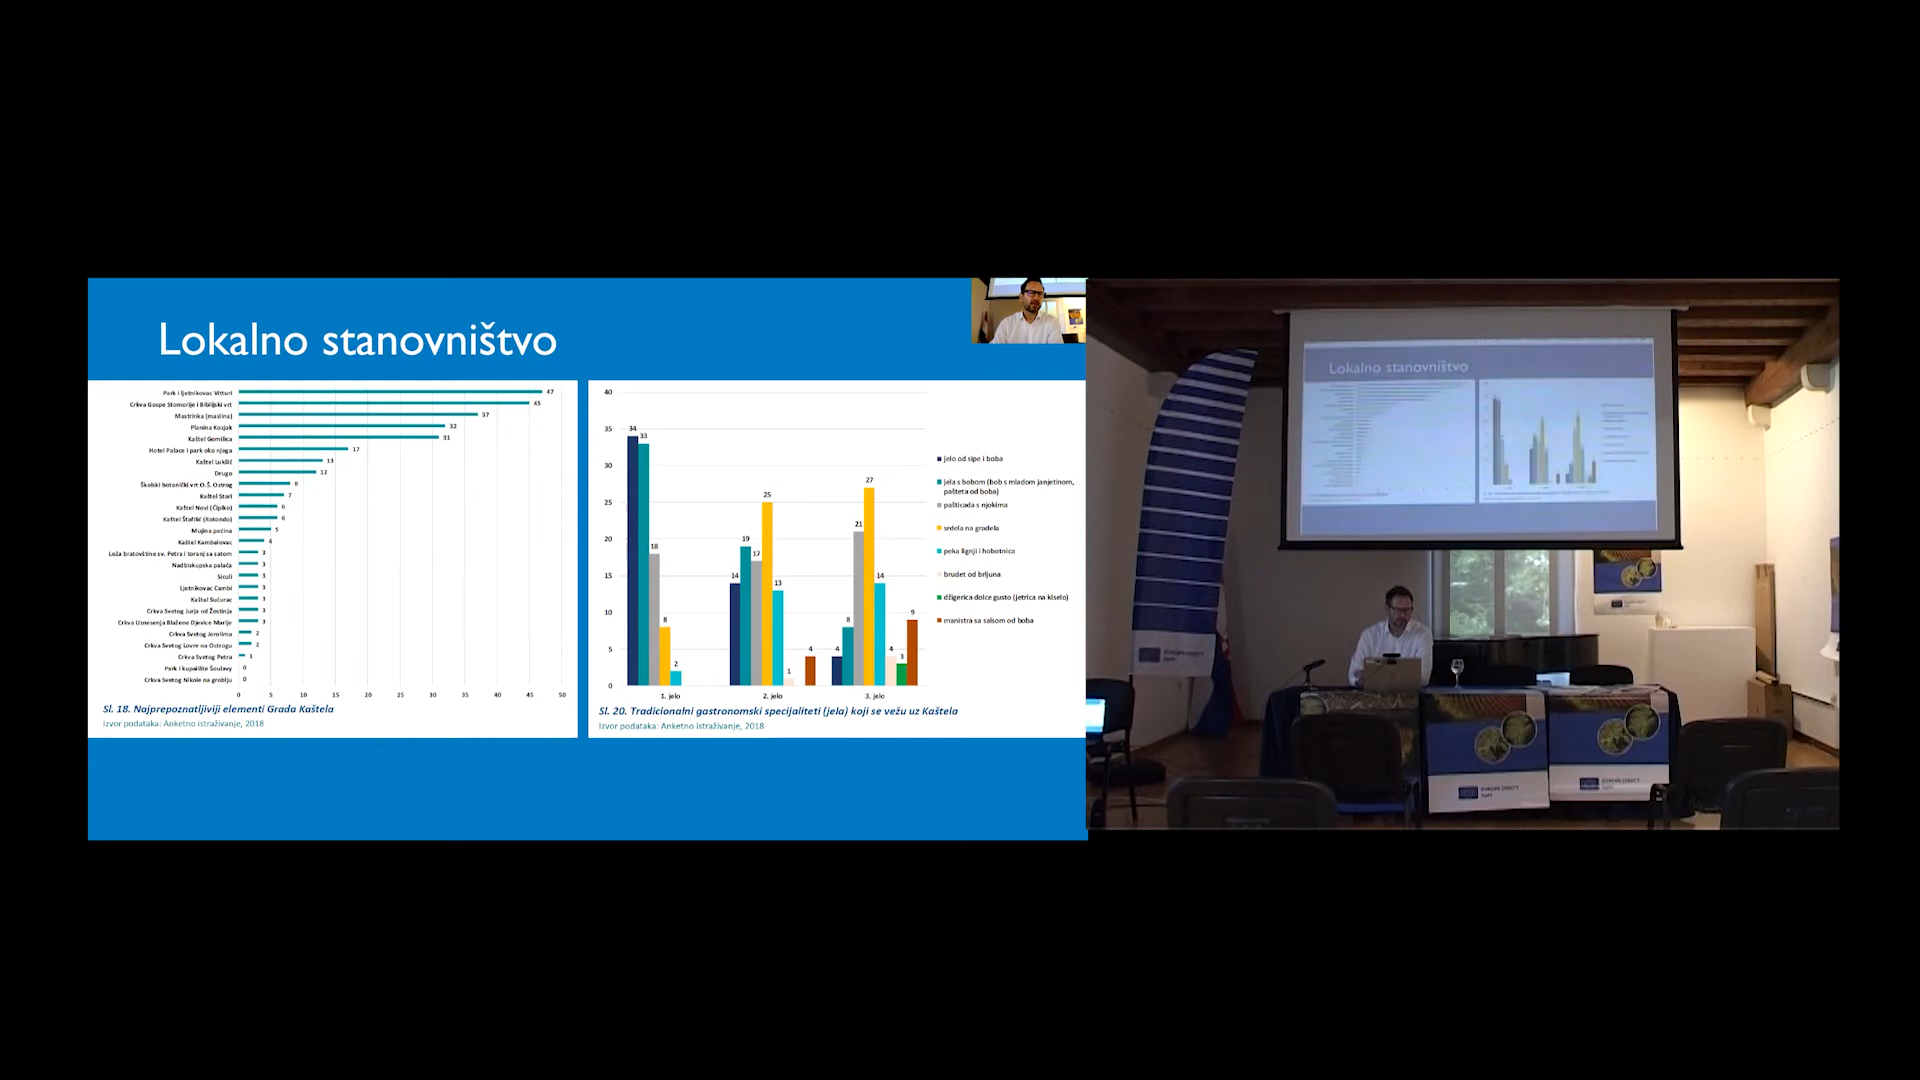 Lokalno stanovništvo
Park i ljetnikovac Vitturi 47
Crkva Gospe Stomorije i Biblijski vrt 45
Mastrinka (maslina) 37
Planina Kozjak 32
Kaštel Gomilica 31
Hotel Palace i park oko njega 17
Kaštel Lukšić 13
Drugo 12
Školski botanički vrt O.Š. Ostrog 8
Kaštel Stari 7
Kaštel Novi (Ćipiko) 6
Kaštel Štafilić (Rotondo) 6
Mujina pećina 5
Kaštel Kambelovac 4
Loža bratovštine sv. Petra i toranj sa satom 3
Nadbiskupska palača 3
Siculi 3
Ljetnikovac Cambi 3
Kaštel Sućurac 3
Crkva Svetog Jurja od Žestinja 3
Crkva Uznesenja Blažene Djevice Marije 3
Crkva Svetog Jerolima 2
Crkva Svetog Lovre na Ostrogu 2
Crkva Svetog Petra 1
Park i kupalište Šoulavy 0
Crkva Svetog Nikole na groblju 0
0 5 10 15 20 25 30 35 40 45 50
Sl. 18. Najprepoznatljiviji elementi Grada Kaštela
Izvor podataka: Anketno istraživanje, 2018
40
35
30
25
20
15
10
5
0
34 33 18 8 2
14 19 17 25 13 1 4
4 8 21 27 14 4 3 9
1. jelo 2. jelo 3. jelo
jelo od sipe i boba
jela s bobom (bob s mladom janjetinom,
pašteta od boba)
pašticada s njokima
srdela na gradela
peka lignji i hobotnica
brudet od brljuna
džigerica dolce gusto (jetrica na kiselo)
manistra sa salsom od boba
Sl. 20. Tradicionalni gastronomski specijaliteti (jela) koji se vežu uz Kaštela
Izvor podataka: Anketno istraživanje, 2018
Lokalno stanovništvo
EUROPE DIRECT
Split
EUROPE DIRECT
Split
EUROPE DIRECT
Split